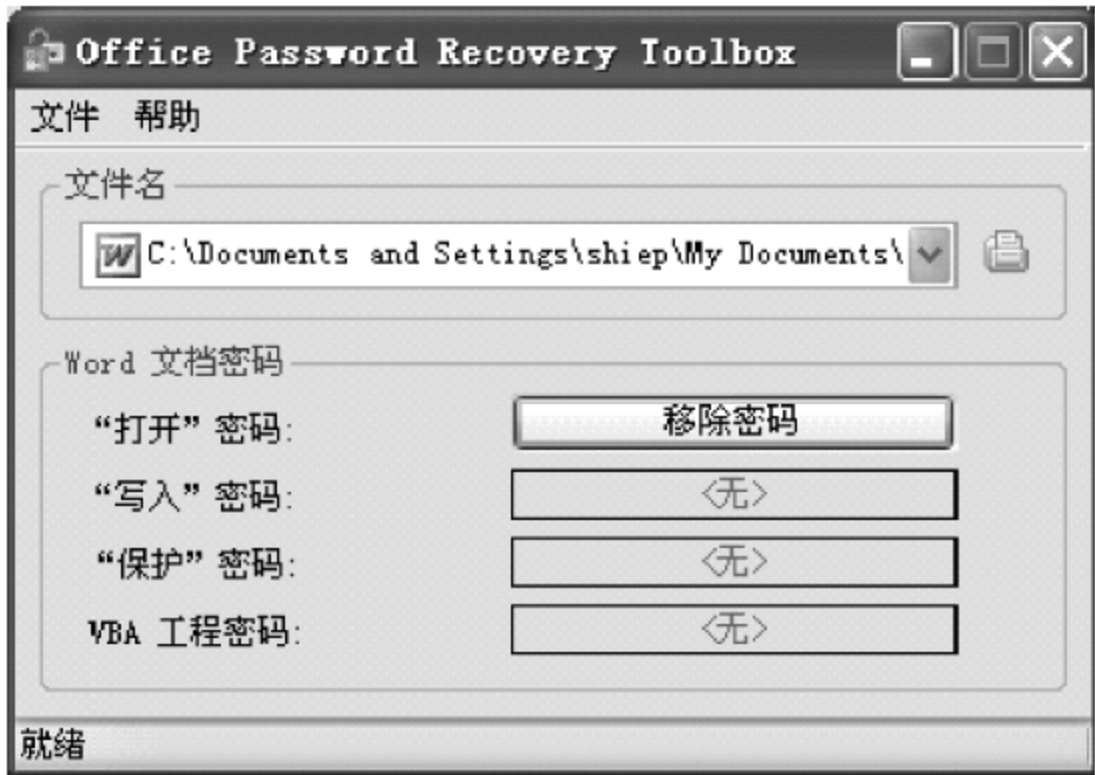 Office Password Recovery Toolbox
文件 帮助
文件名
C:\Documents and Settings\shiep\My Documents\
Word 文档密码
“打开” 密码: 移除密码
“写入” 密码: <无>
“保护” 密码: <无>
VBA 工程密码: <无>
就绪